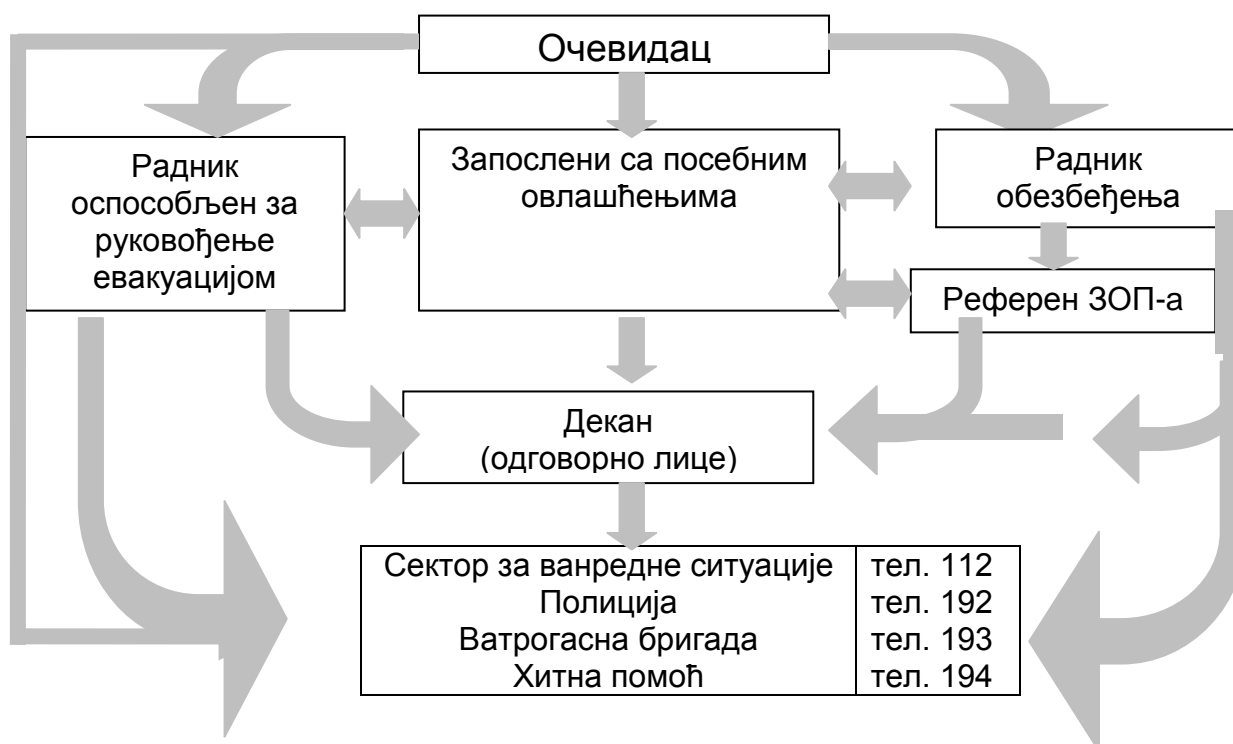 Очевидац
Радник
оспособљен за
руковођење
евакуацијом
Запослени са посебним
овлашћењима
Радник
обезбеђења
Референ ЗОП-а
Декан
(одговорно лице)
Сектор за ванредне ситуације тел. 112
Полиција тел. 192
Ватрогасна бригада тел. 193
Хитна помоћ тел. 194